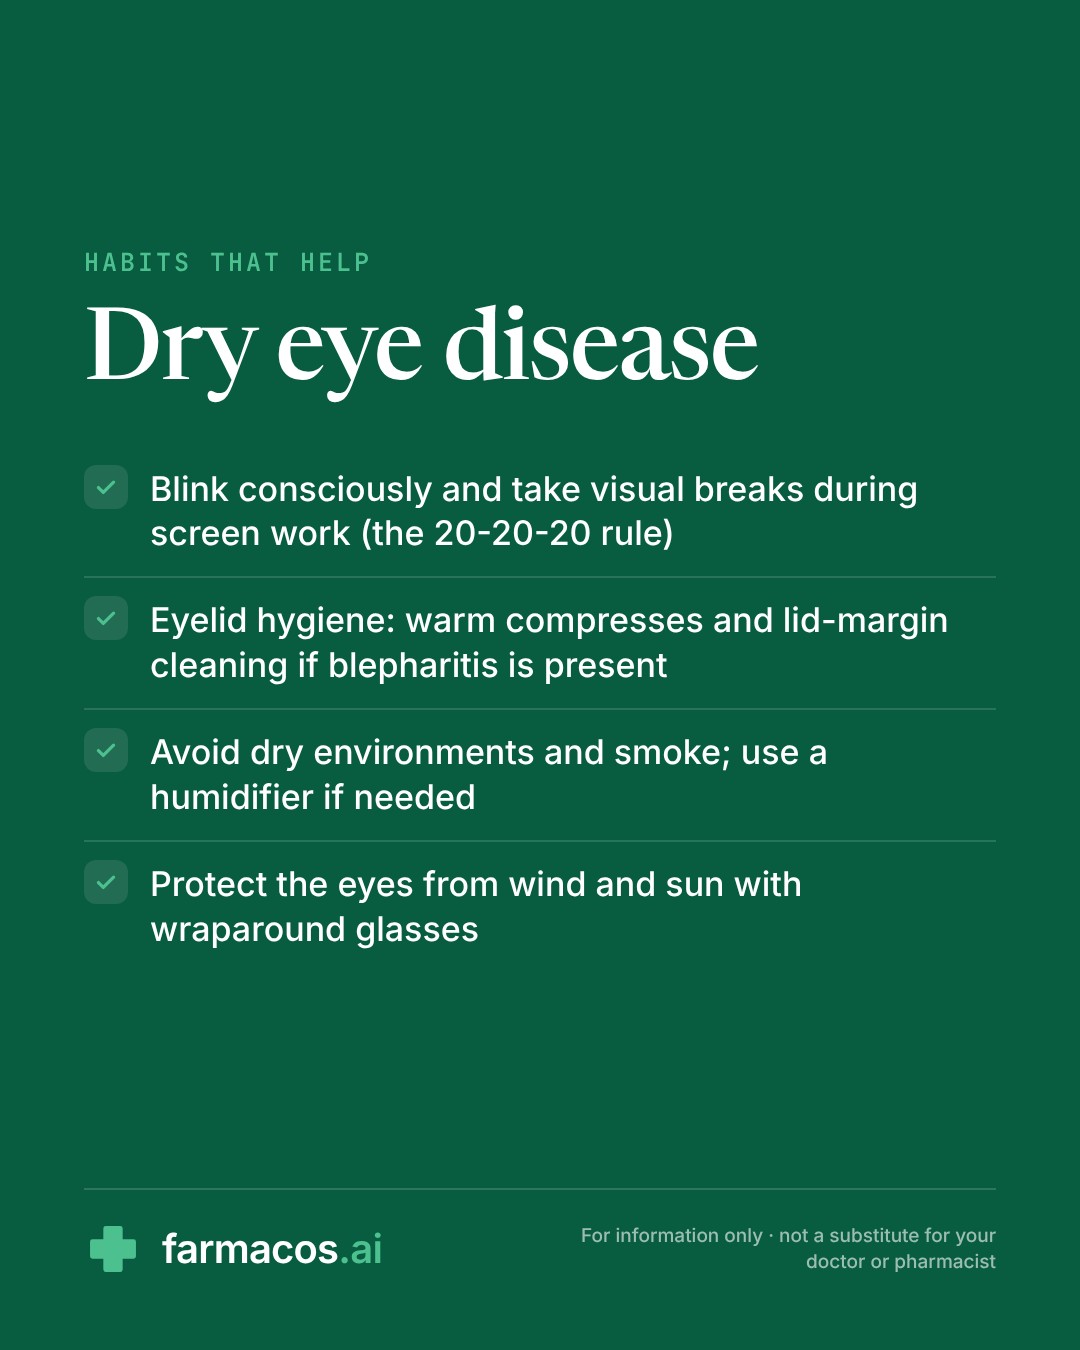 HABITS THAT HELP
Dry eye disease
Blink consciously and take visual breaks during
screen work (the 20-20-20 rule)
Eyelid hygiene: warm compresses and lid-margin
cleaning if blepharitis is present
Avoid dry environments and smoke; use a
humidifier if needed
Protect the eyes from wind and sun with
wraparound glasses
farmacos.ai
For information only · not a substitute for your
doctor or pharmacist